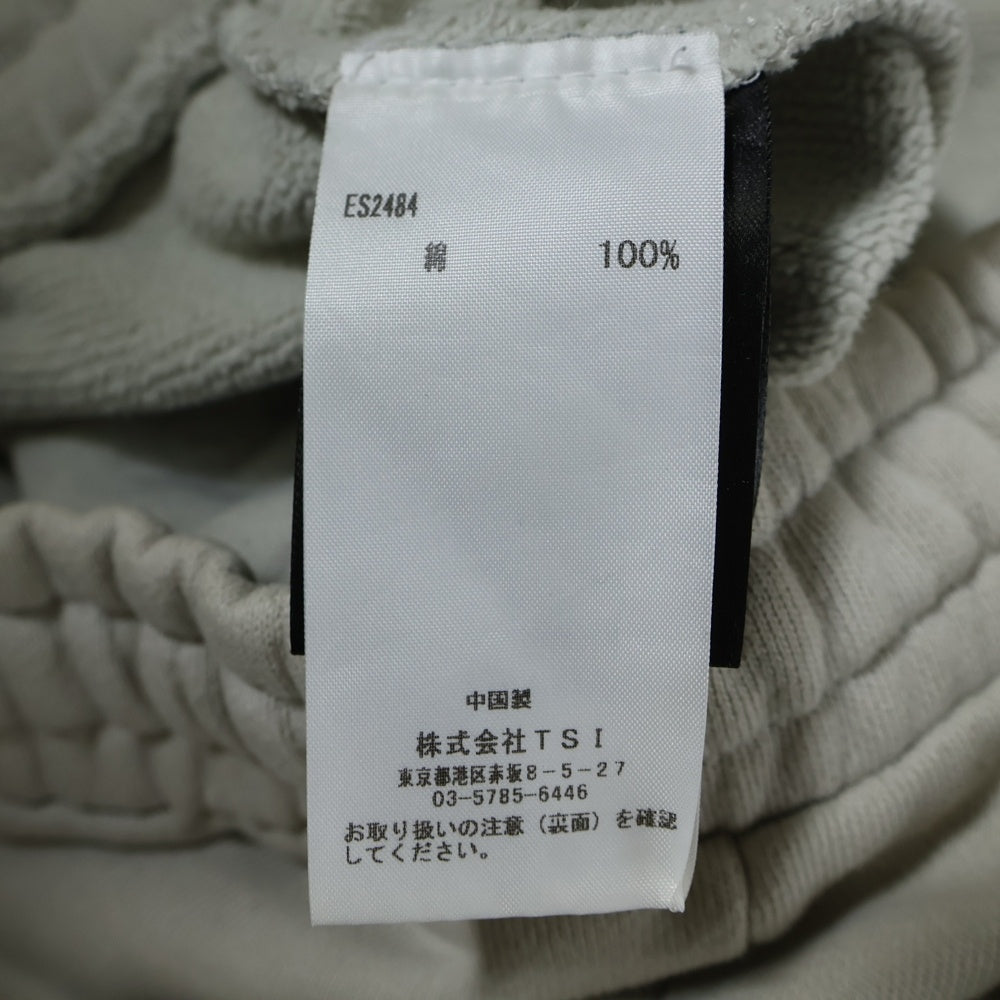 ES2484
綿 100%
中国製
株式会社TSI
東京都港区赤坂8-5-27
03-5785-6446
お取り扱いの注意（裏面）を確認
してください。